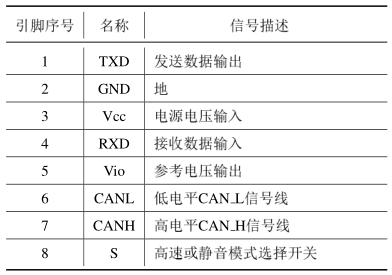 引脚序号 名称 信号描述
1 TXD 发送数据输出
2 GND 地
3 Vcc 电源电压输入
4 RXD 接收数据输入
5 Vio 参考电压输出
6 CANL 低电平CAN_L信号线
7 CANH 高电平CAN_H信号线
8 S 高速或静音模式选择开关